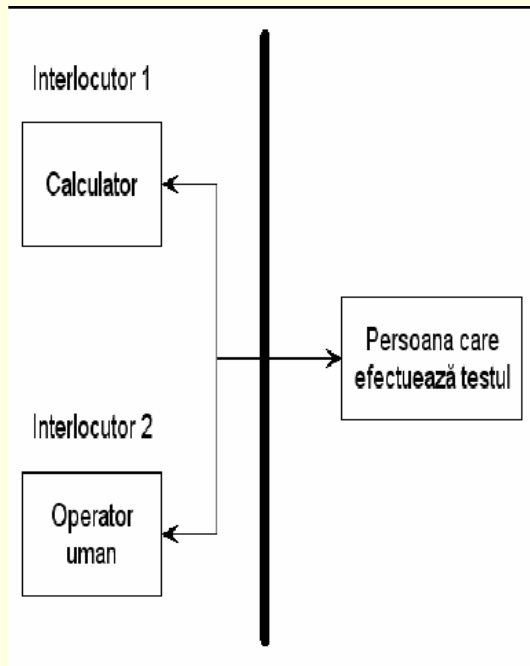 Interlocutor 1
Calculator
Persoana care
efectuează testul
Interlocutor 2
Operator
uman